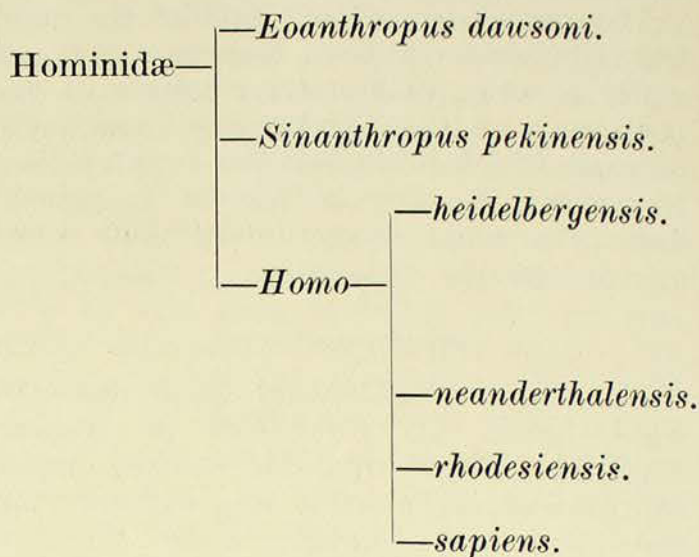 —Eoanthropus dawsoni.
Hominidæ—
—Sinanthropus pekinensis.
—heidelbergensis.
—Homo—
—neanderthalensis.
—rhodesiensis.
—sapiens.